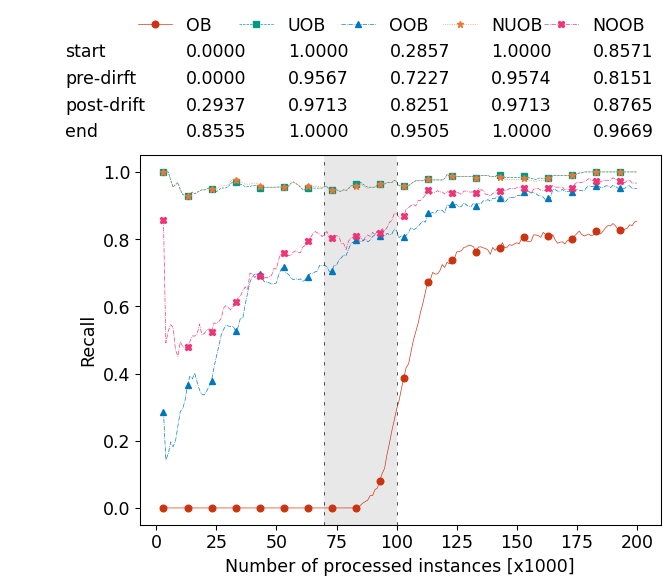 OB UOB OOB NUOB NOOB
start 0.0000 1.0000 0.2857 1.0000 0.8571
pre-dirft 0.0000 0.9567 0.7227 0.9574 0.8151
post-drift 0.2937 0.9713 0.8251 0.9713 0.8765
end 0.8535 1.0000 0.9505 1.0000 0.9669
1.0
0.8
0.6
0.4
0.2
0.0
Recall
0 25 50 75 100 125 150 175 200
Number of processed instances [x1000]